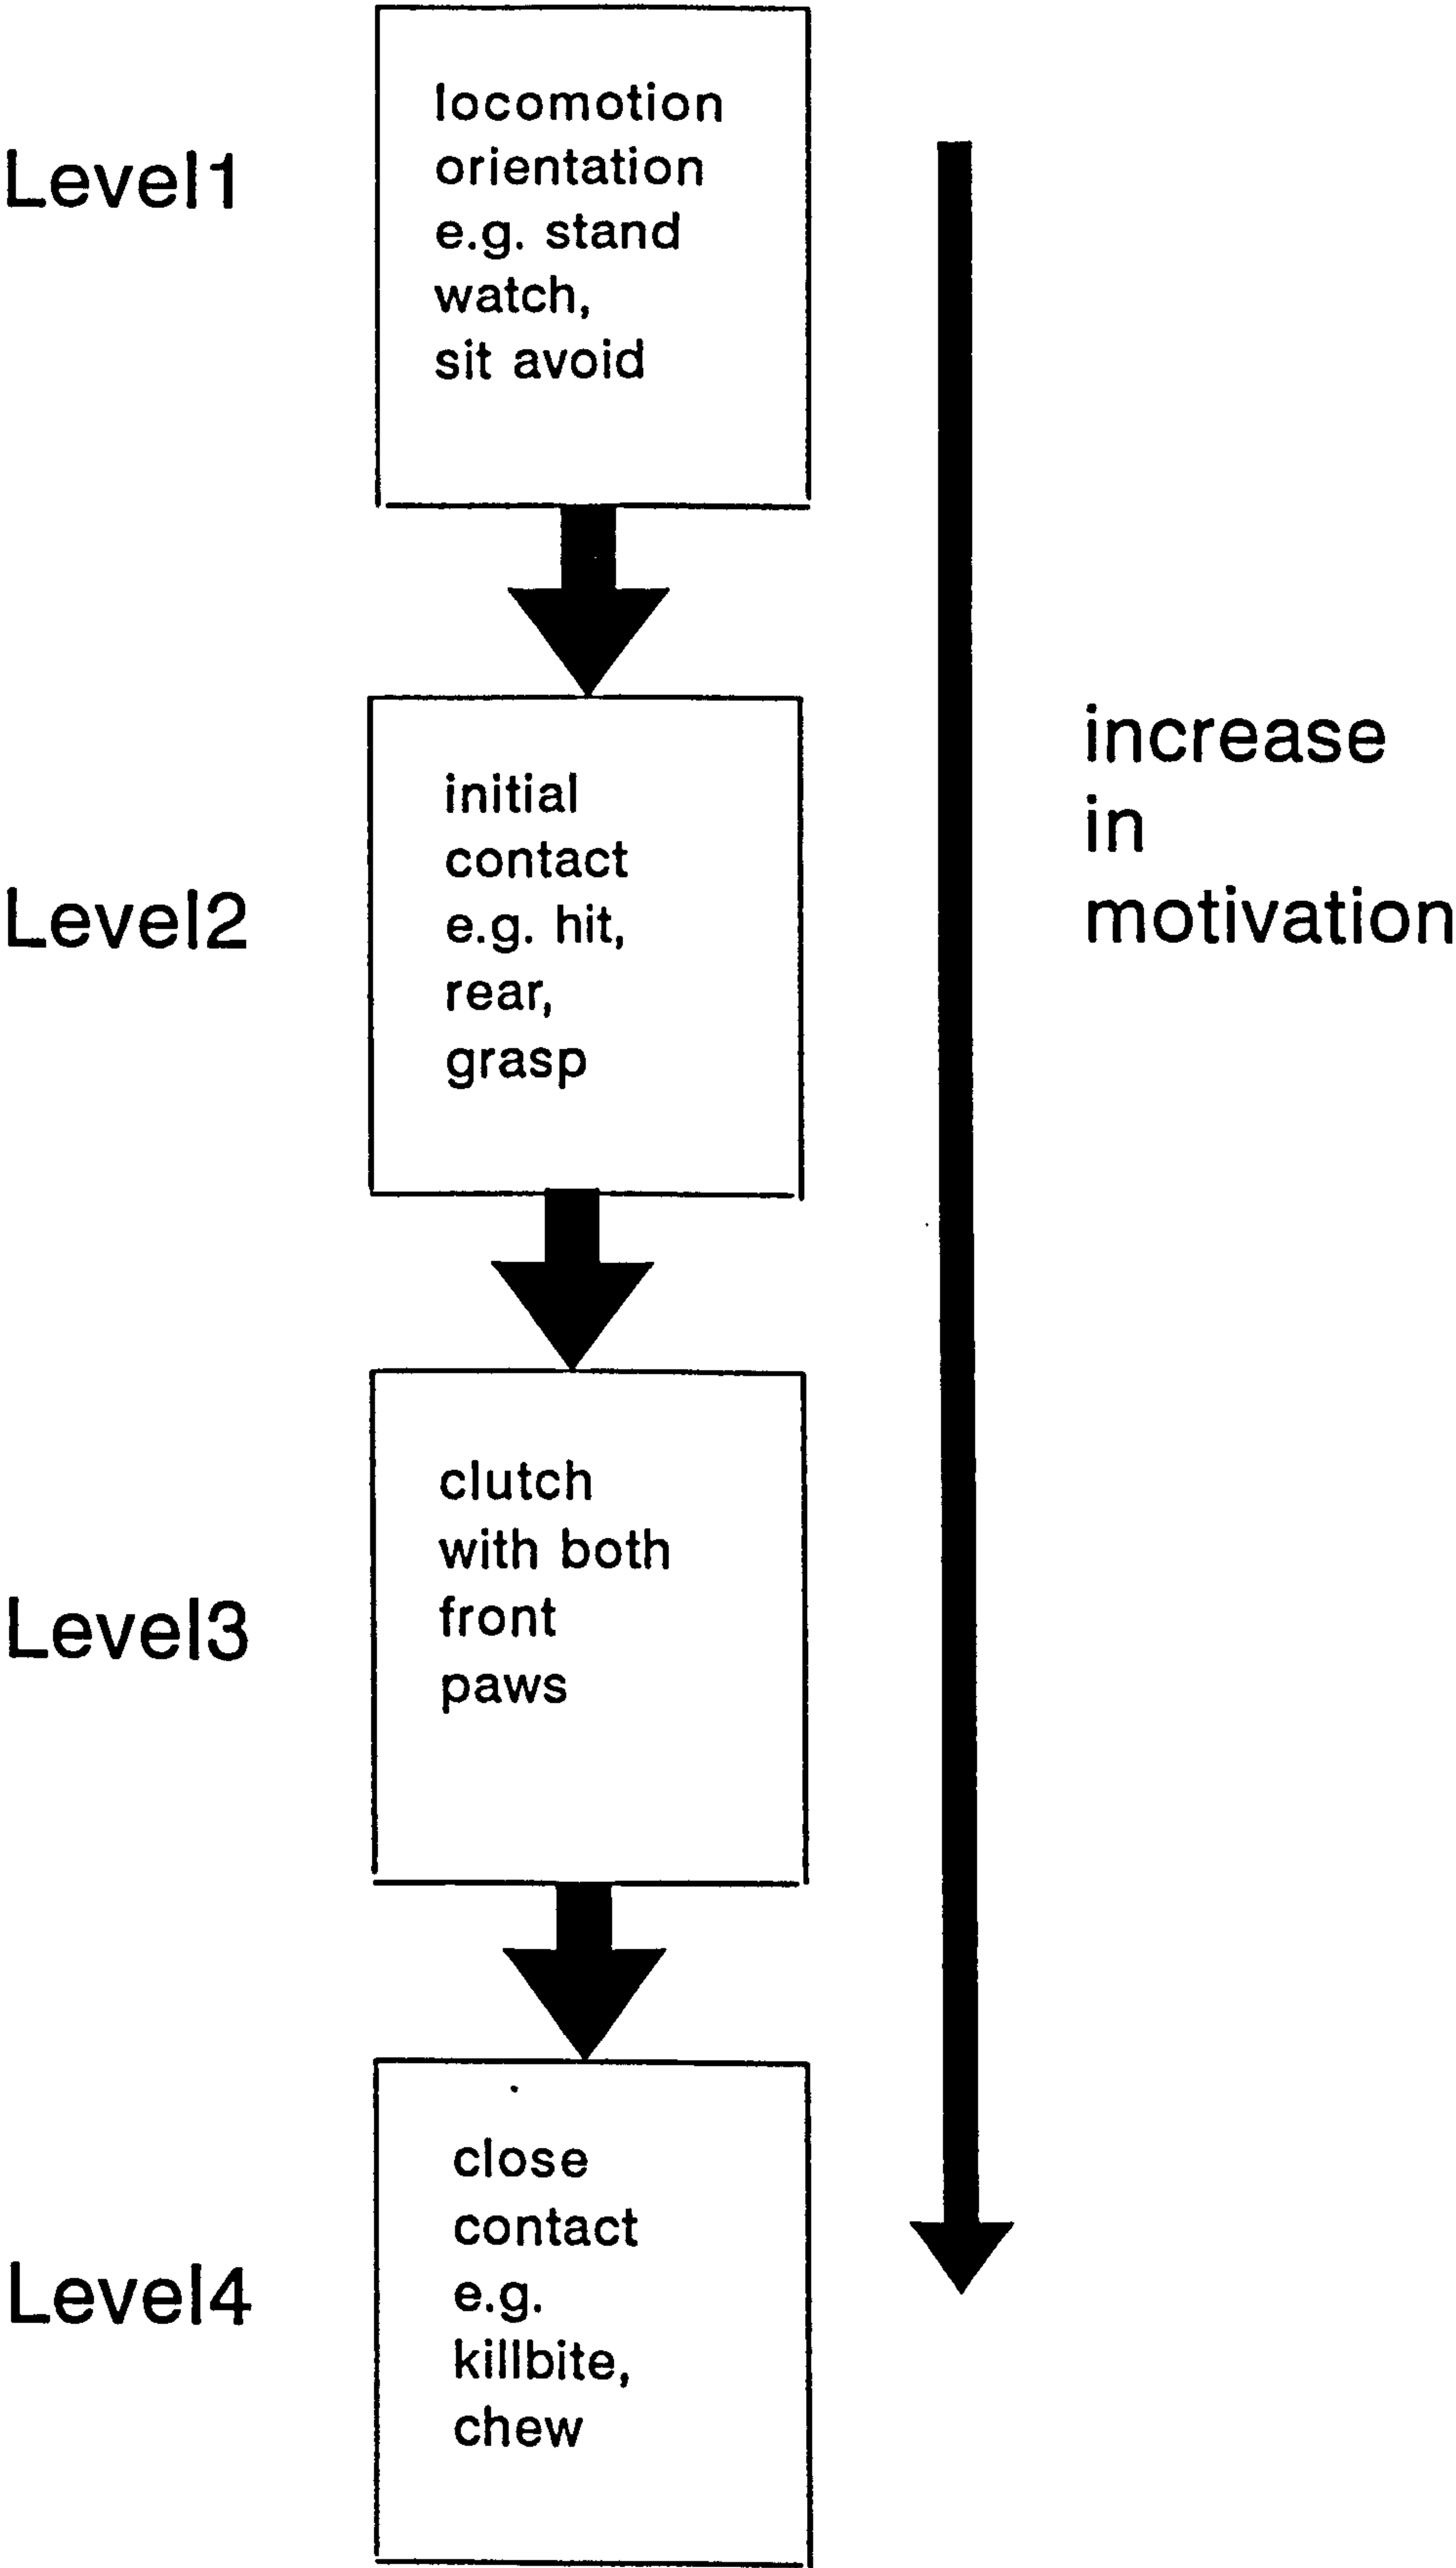 Level1
locomotion
orientation
e.g. stand
watch,
sit avoid
Level2
initial
contact
e.g. hit,
rear,
grasp
increase
in
motivation
Level3
clutch
with both
front
paws
Level4
close
contact
e.g.
killbite,
chew